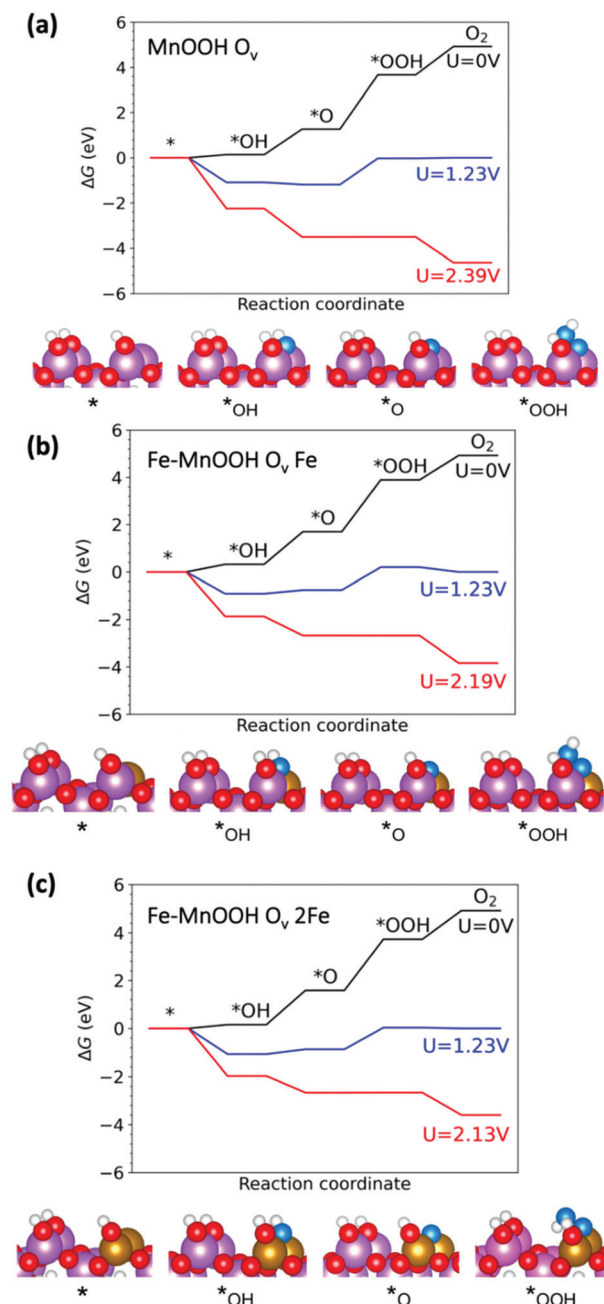 (a)
MnOOH Oᵥ
6
4
2
0
−2
−4
−6
ΔG (eV)
*
*OH
*O
*OOH
O₂
U=0V
U=1.23V
U=2.39V
Reaction coordinate
* *OH *O *OOH
(b)
Fe-MnOOH Oᵥ Fe
6
4
2
0
−2
−4
−6
ΔG (eV)
*
*OH
*O
*OOH
O₂
U=0V
U=1.23V
U=2.19V
Reaction coordinate
* *OH *O *OOH
(c)
Fe-MnOOH Oᵥ 2Fe
6
4
2
0
−2
−4
−6
ΔG (eV)
*
*OH
*O
*OOH
O₂
U=0V
U=1.23V
U=2.13V
Reaction coordinate
* *OH *O *OOH